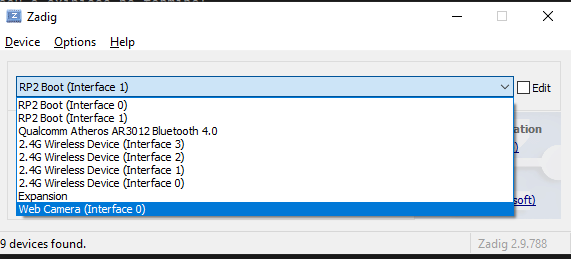 Zadig
Device Options Help
RP2 Boot (Interface 1)
Edit
RP2 Boot (Interface 0)
RP2 Boot (Interface 1)
Qualcomm Atheros AR3012 Bluetooth 4.0
2.4G Wireless Device (Interface 3)
2.4G Wireless Device (Interface 2)
2.4G Wireless Device (Interface 1)
2.4G Wireless Device (Interface 0)
Expansion
Web Camera (Interface 0)
ation
soft)
9 devices found.
Zadig 2.9.788